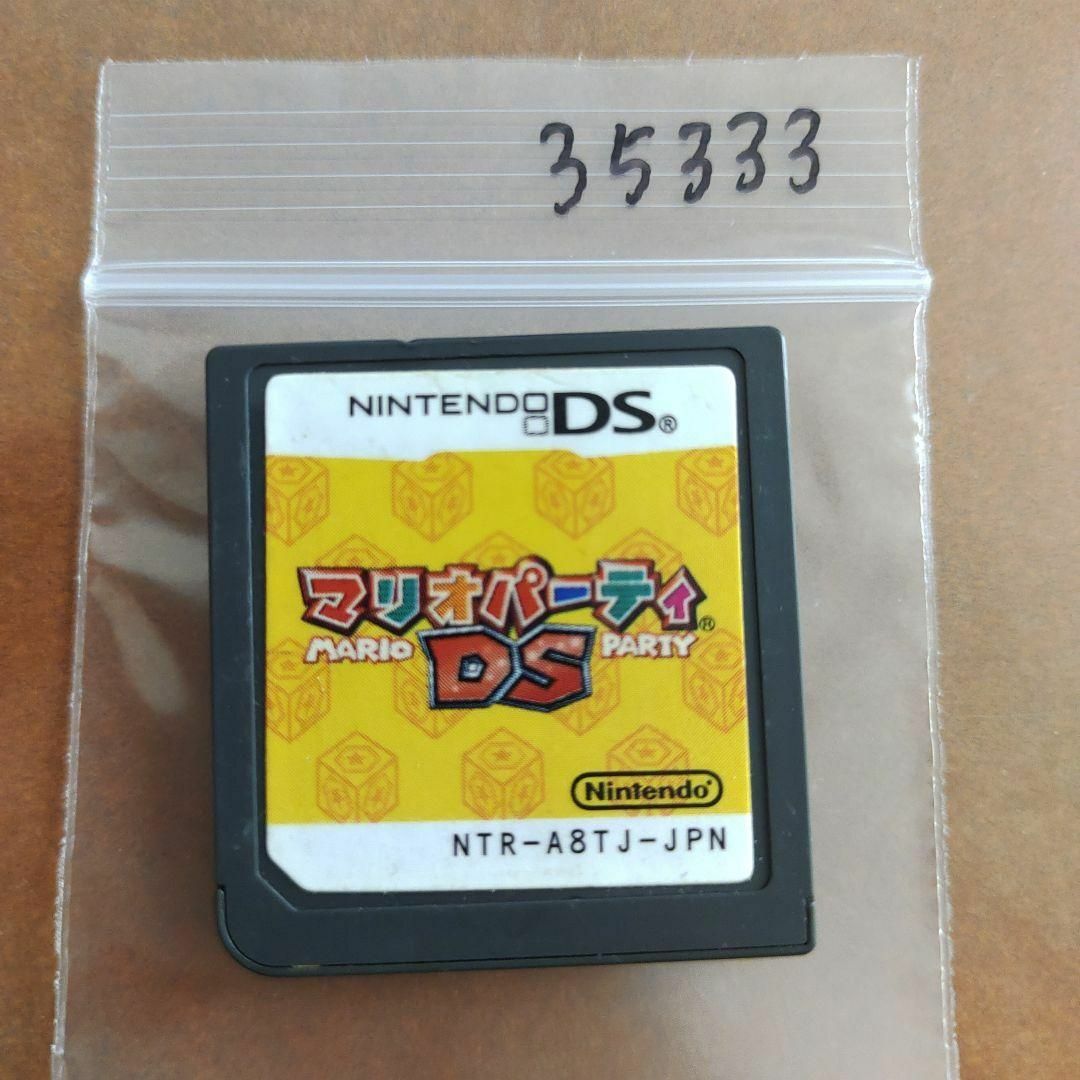 35333
NINTENDO DS®
マリオパーティ®
MARIO DS PARTY
Nintendo®
NTR-A8TJ-JPN